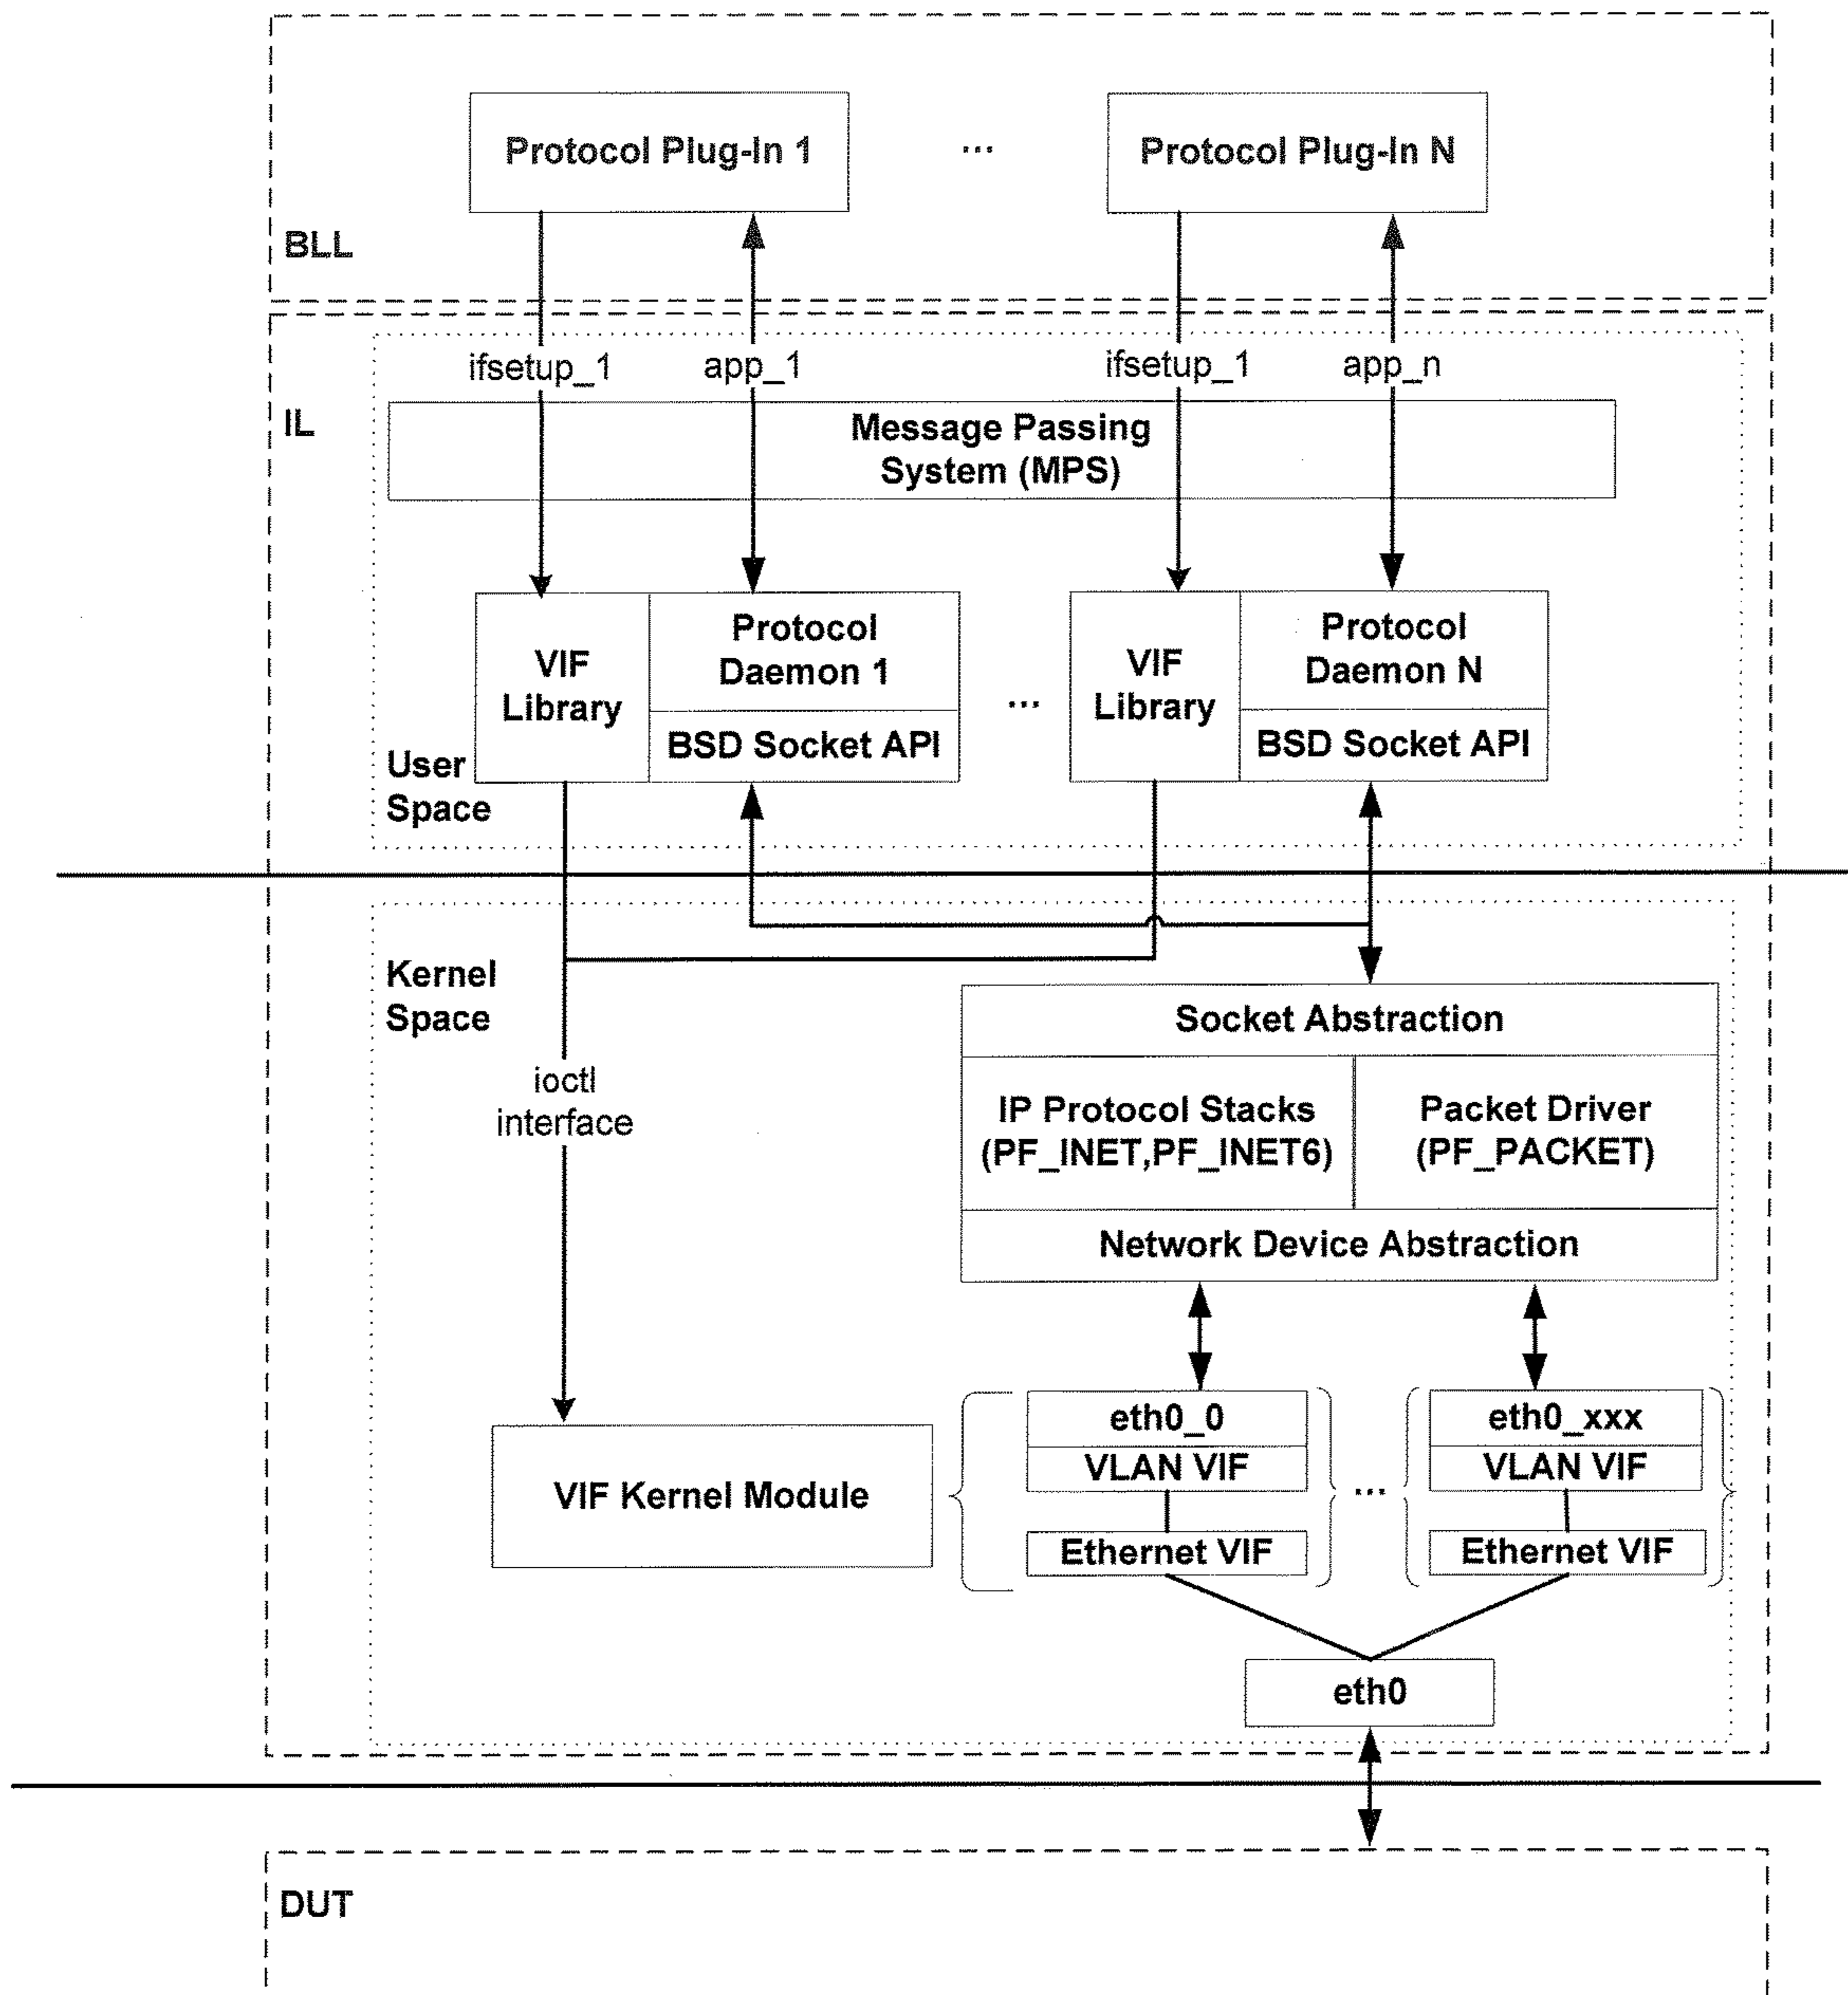 Protocol Plug-In 1
...
Protocol Plug-In N
BLL
ifsetup_1
app_1
ifsetup_1
app_n
IL
Message Passing
System (MPS)
VIF
Library
Protocol
Daemon 1
BSD Socket API
...
VIF
Library
Protocol
Daemon N
BSD Socket API
User
Space
Kernel
Space
Socket Abstraction
ioctl
interface
IP Protocol Stacks
(PF_INET,PF_INET6)
Packet Driver
(PF_PACKET)
Network Device Abstraction
VIF Kernel Module
eth0_0
VLAN VIF
Ethernet VIF
...
eth0_xxx
VLAN VIF
Ethernet VIF
eth0
DUT